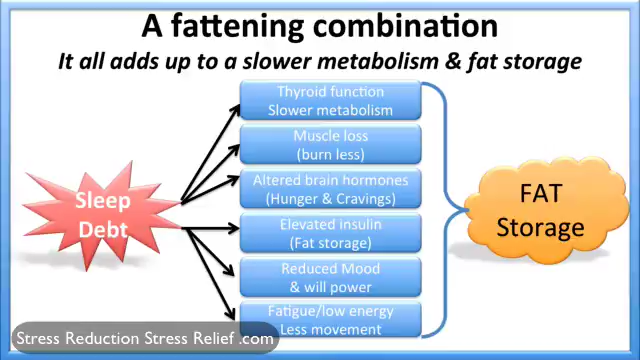 A fattening combination
It all adds up to a slower metabolism & fat storage
Thyroid function
Slower metabolism
Muscle loss
(burn less)
Altered brain hormones
(Hunger & Cravings)
Sleep
Debt
Elevated insulin
(Fat storage)
Reduced Mood
& will power
Fatigue/low energy
Less movement
FAT
Storage
Stress Reduction Stress Relief .com